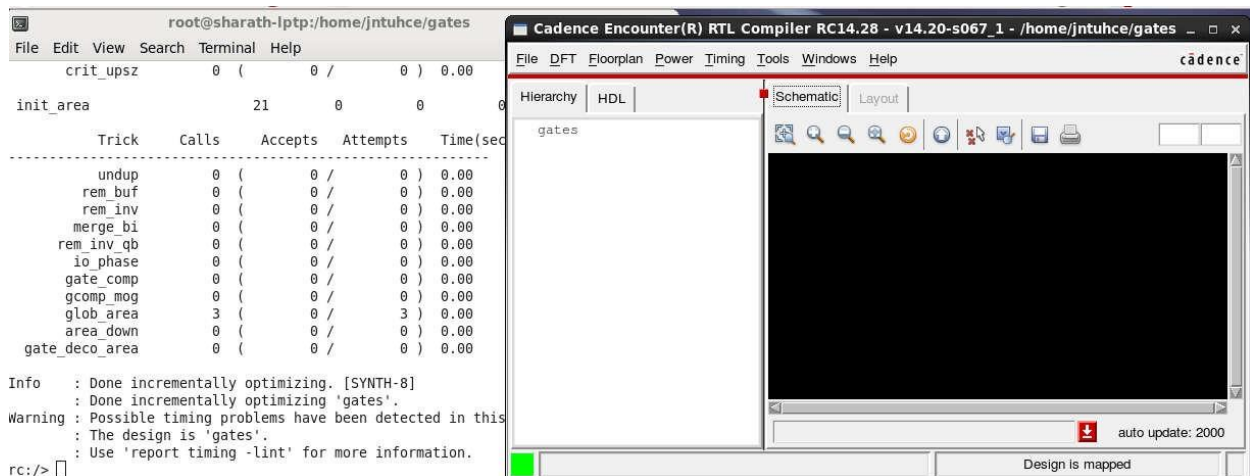 root@sharath-lptp:/home/jntuhce/gates
File Edit View Search Terminal Help
crit_upsz 0 ( 0 / 0 ) 0.00
init_area 21 0 0 0
Trick Calls Accepts Attempts Time(sec
--------------------------------------------------------------
undup 0 ( 0 / 0 ) 0.00
rem_buf 0 ( 0 / 0 ) 0.00
rem_inv 0 ( 0 / 0 ) 0.00
merge_bi 0 ( 0 / 0 ) 0.00
rem_inv_qb 0 ( 0 / 0 ) 0.00
io_phase 0 ( 0 / 0 ) 0.00
gate_comp 0 ( 0 / 0 ) 0.00
gcomp_mog 0 ( 0 / 0 ) 0.00
glob_area 3 ( 0 / 3 ) 0.00
area_down 0 ( 0 / 0 ) 0.00
gate_deco_area 0 ( 0 / 0 ) 0.00
Info : Done incrementally optimizing. [SYNTH-8]
: Done incrementally optimizing 'gates'.
Warning : Possible timing problems have been detected in this
: The design is 'gates'.
: Use 'report timing -lint' for more information.
rc:/>
Cadence Encounter(R) RTL Compiler RC14.28 - v14.20-s067_1 - /home/jntuhce/gates
File DFT Floorplan Power Timing Tools Windows Help
cādence
Hierarchy HDL
gates
Schematic Layout
auto update: 2000
Design is mapped